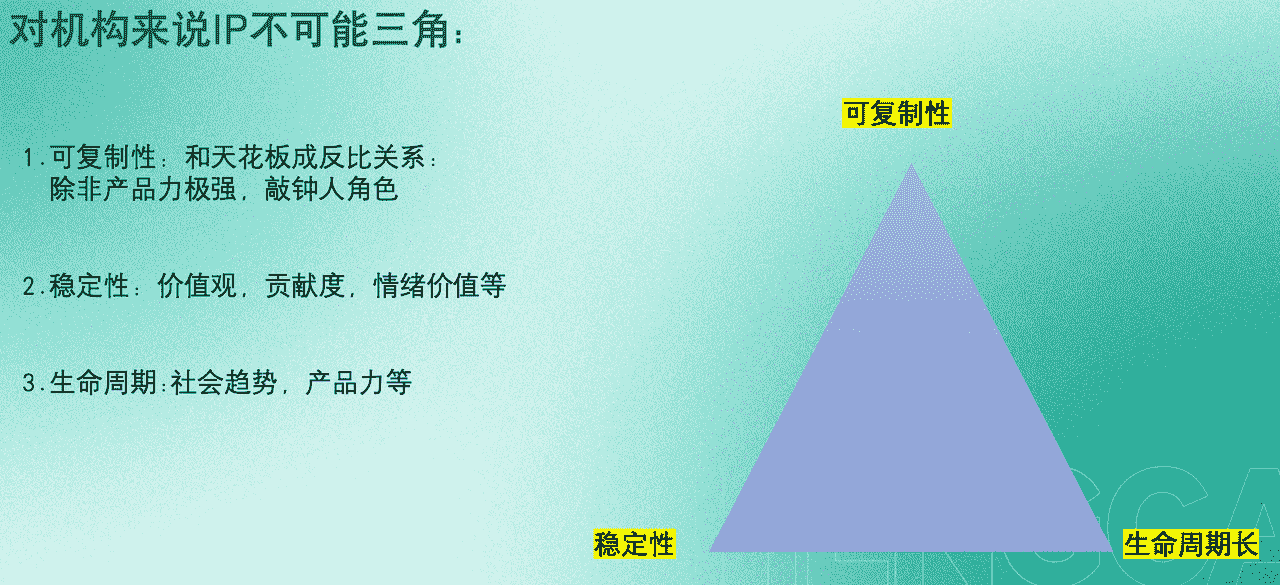 对机构来说IP不可能三角：
可复制性
1.可复制性：和天花板成反比关系：
除非产品力极强，敲钟人角色
2.稳定性：价值观，贡献度，情绪价值等
3.生命周期:社会趋势，产品力等
稳定性
生命周期长